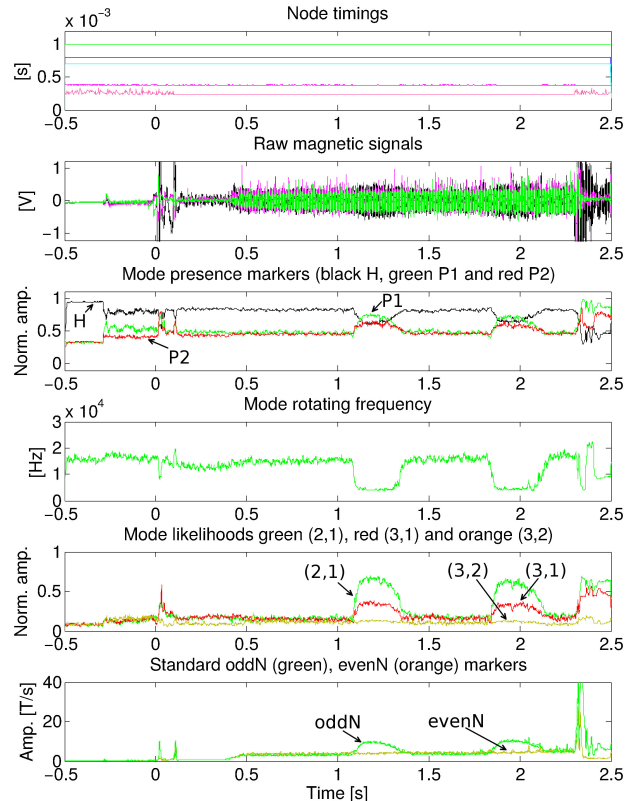 Node timings
x 10⁻³
[s]
1
0.5
0
−0.5 0 0.5 1 1.5 2 2.5
Raw magnetic signals
[V]
1
0
−1
−0.5 0 0.5 1 1.5 2 2.5
Mode presence markers (black H, green P1 and red P2)
Norm. amp.
1
0.5
0
H
P2
P1
−0.5 0 0.5 1 1.5 2 2.5
Mode rotating frequency
x 10⁴
[Hz]
3
2
1
0
−0.5 0 0.5 1 1.5 2 2.5
Mode likelihoods green (2,1), red (3,1) and orange (3,2)
Norm. amp.
1
0.5
0
(2,1)
(3,2)
(3,1)
−0.5 0 0.5 1 1.5 2 2.5
Standard oddN (green), evenN (orange) markers
Amp. [T/s]
40
20
0
oddN
evenN
−0.5 0 0.5 1 1.5 2 2.5
Time [s]